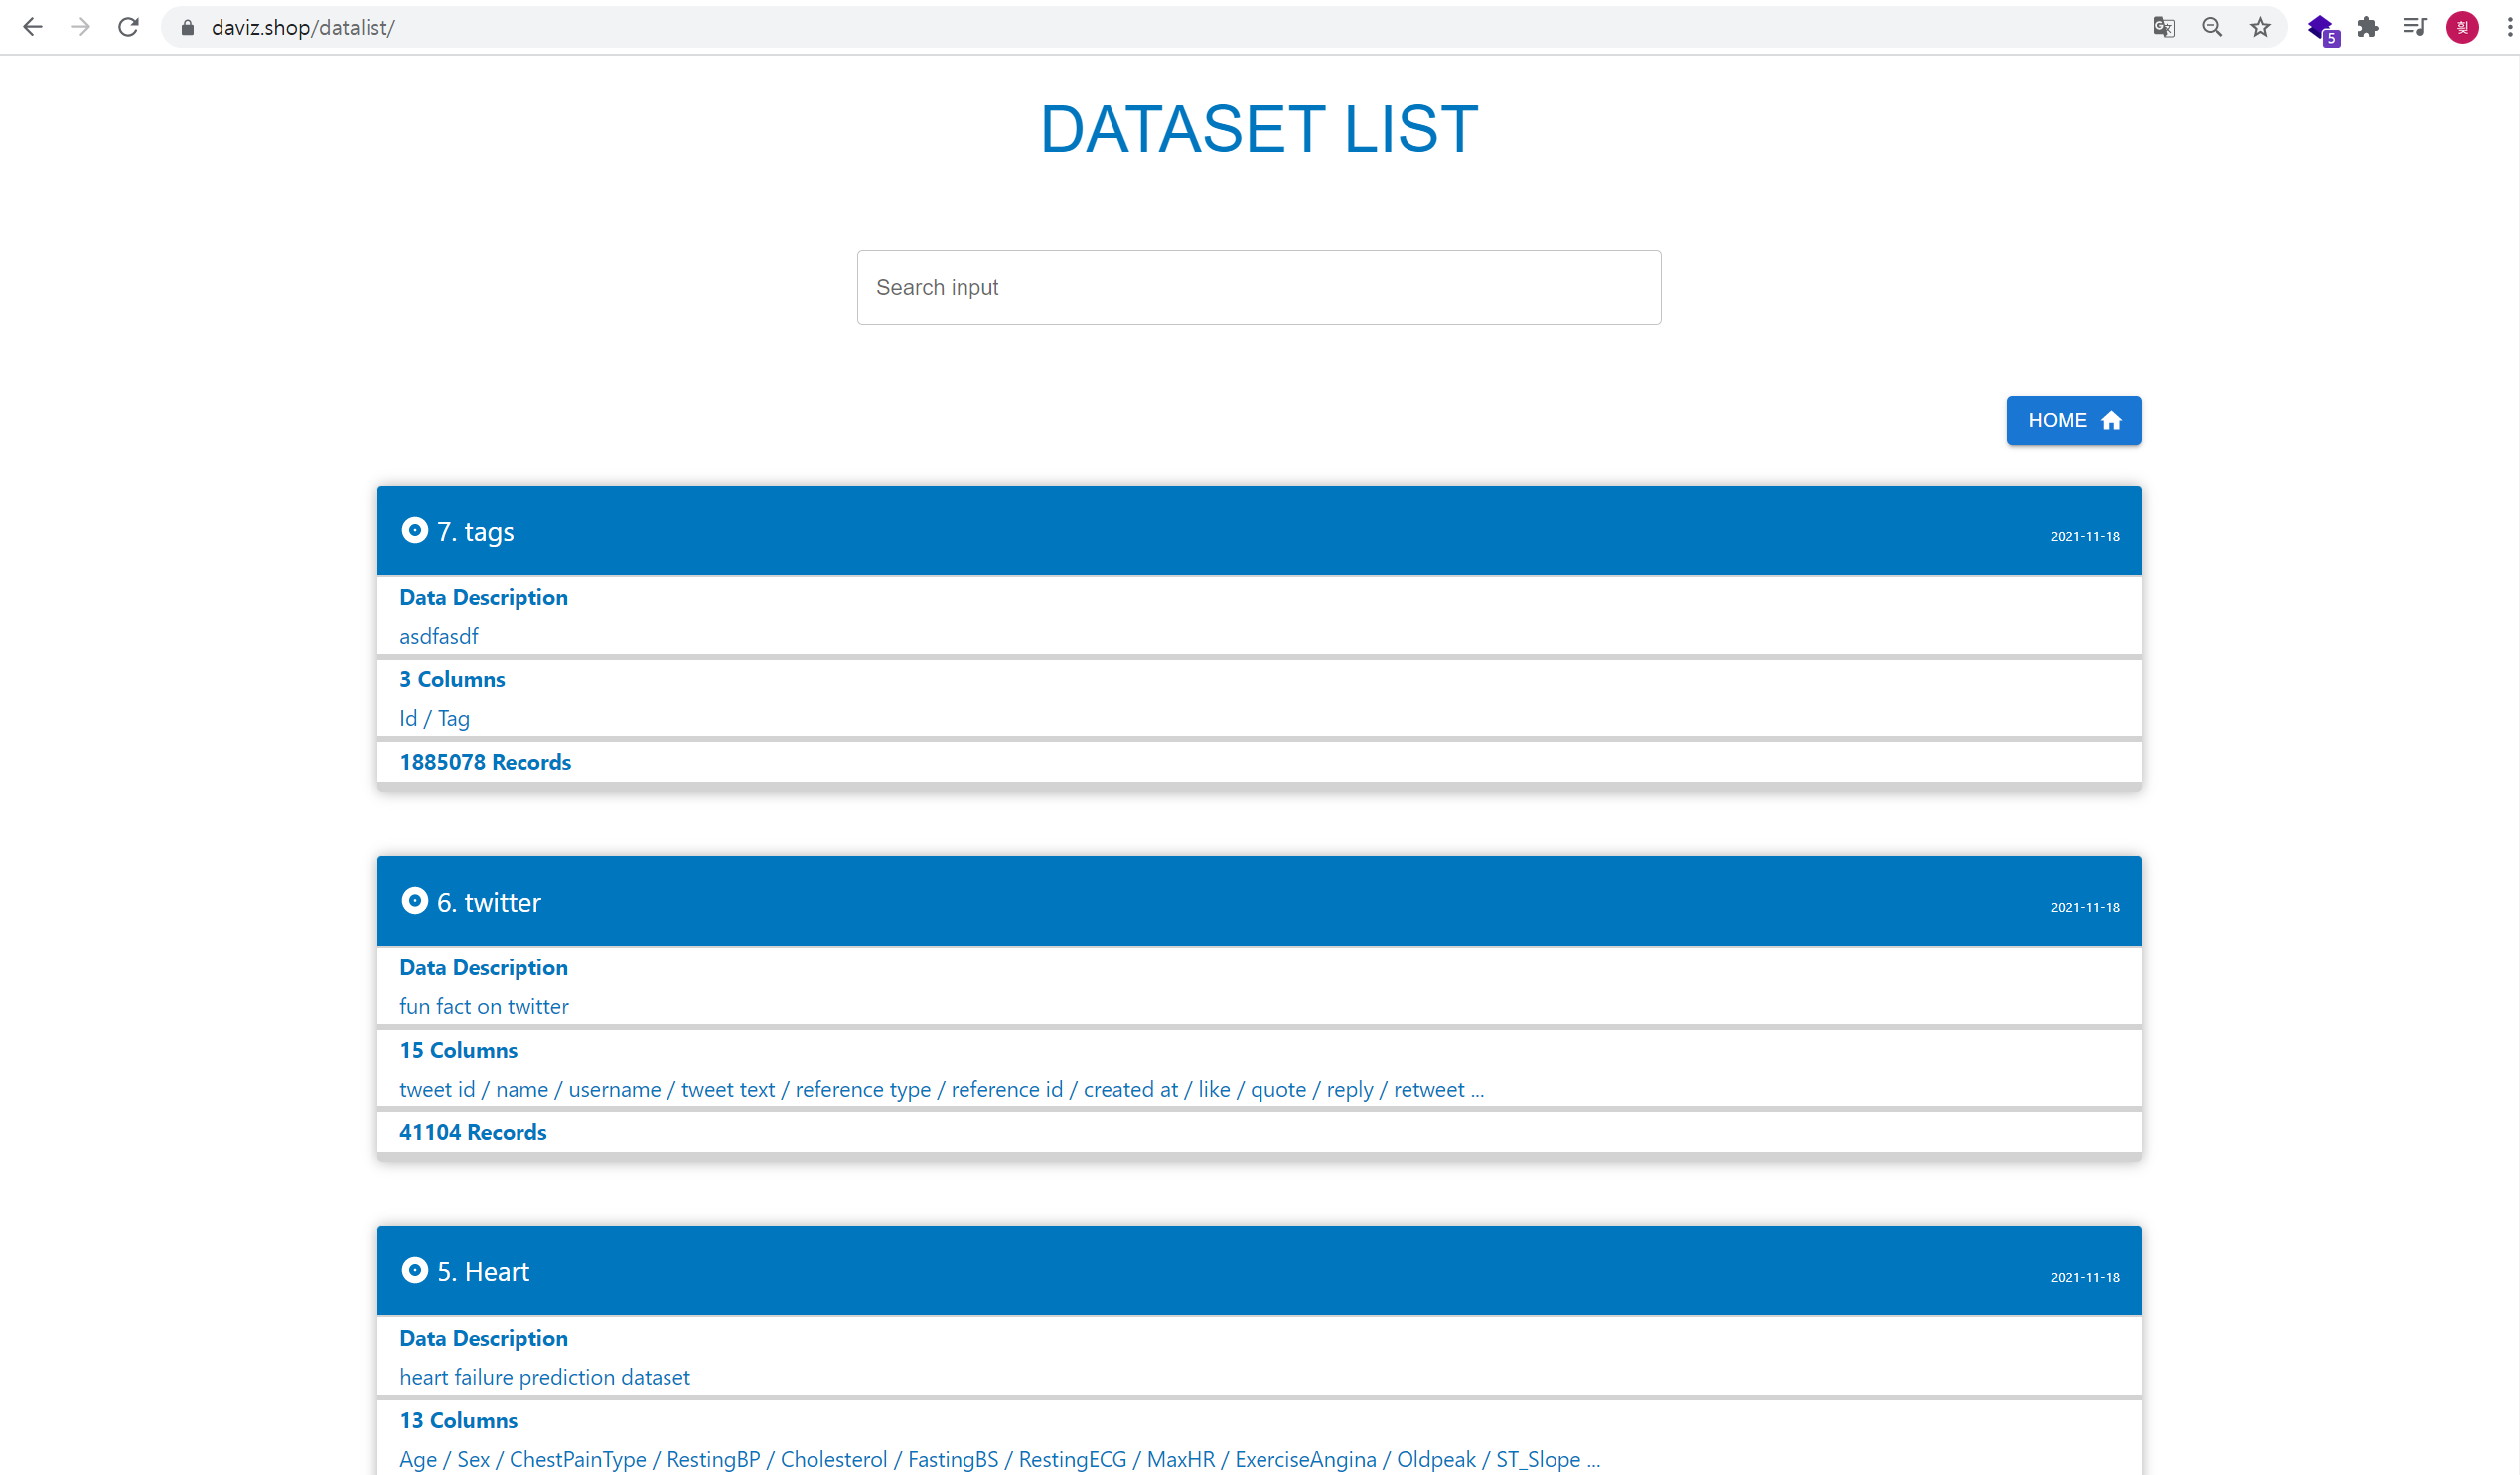 daviz.shop/datalist/
5
힞
DATASET LIST
Search input
HOME
7. tags
2021-11-18
Data Description
asdfasdf
3 Columns
Id / Tag
1885078 Records
6. twitter
2021-11-18
Data Description
fun fact on twitter
15 Columns
tweet id / name / username / tweet text / reference type / reference id / created at / like / quote / reply / retweet ...
41104 Records
5. Heart
2021-11-18
Data Description
heart failure prediction dataset
13 Columns
Age / Sex / ChestPainType / RestingBP / Cholesterol / FastingBS / RestingECG / MaxHR / ExerciseAngina / Oldpeak / ST_Slope ...